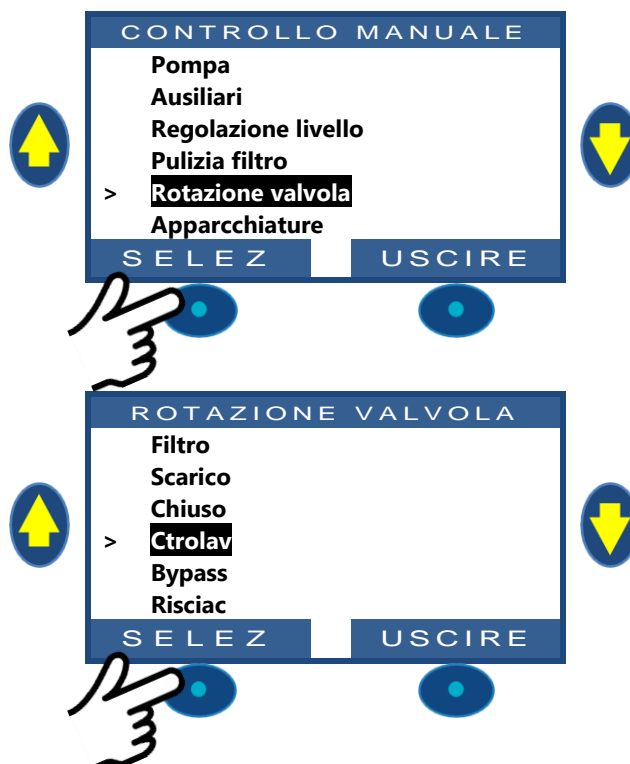 CONTROLLO MANUALE
Pompa
Ausiliari
Regolazione livello
Pulizia filtro
> Rotazione valvola
Apparcchiature
SELEZ USCIRE
ROTAZIONE VALVOLA
Filtro
Scarico
Chiuso
> Ctrolav
Bypass
Risciac
SELEZ USCIRE